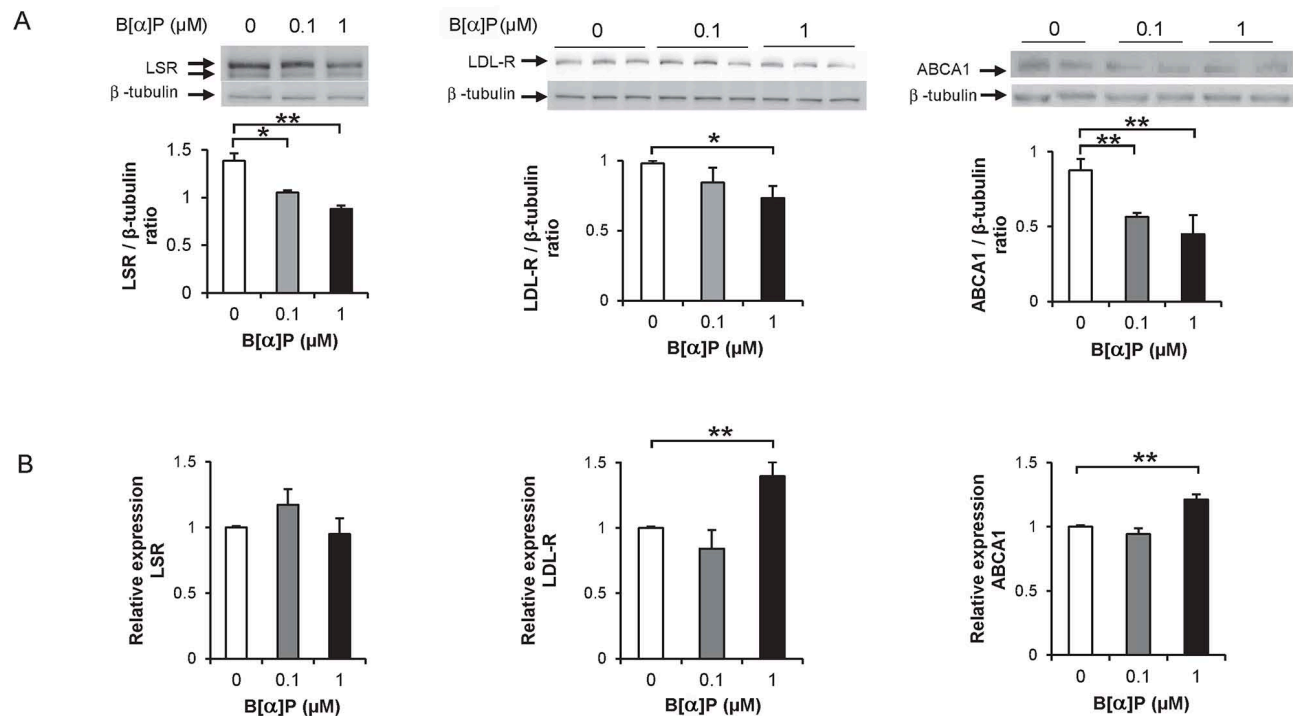 A
B[α]P (µM) 0 0.1 1
LSR
β -tubulin
** 
*
1.5
1
0.5
0
LSR / β-tubulin
ratio
0 0.1 1
B[α]P (µM)
B[α]P (µM) 0 0.1 1
LDL-R
β -tubulin
*
1
0.5
0
LDL-R / β-tubulin
ratio
0 0.1 1
B[α]P (µM)
0 0.1 1
ABCA1
β -tubulin
**
**
1
0.5
0
ABCA1 / β-tubulin
ratio
0 0.1 1
B[α]P (µM)
B
1.5
1
0.5
0
Relative expression
LSR
0 0.1 1
B[α]P (µM)
**
1.5
1
0.5
0
Relative expression
LDL-R
0 0.1 1
B[α]P (µM)
**
1.5
1
0.5
0
Relative expression
ABCA1
0 0.1 1
B[α]P (µM)